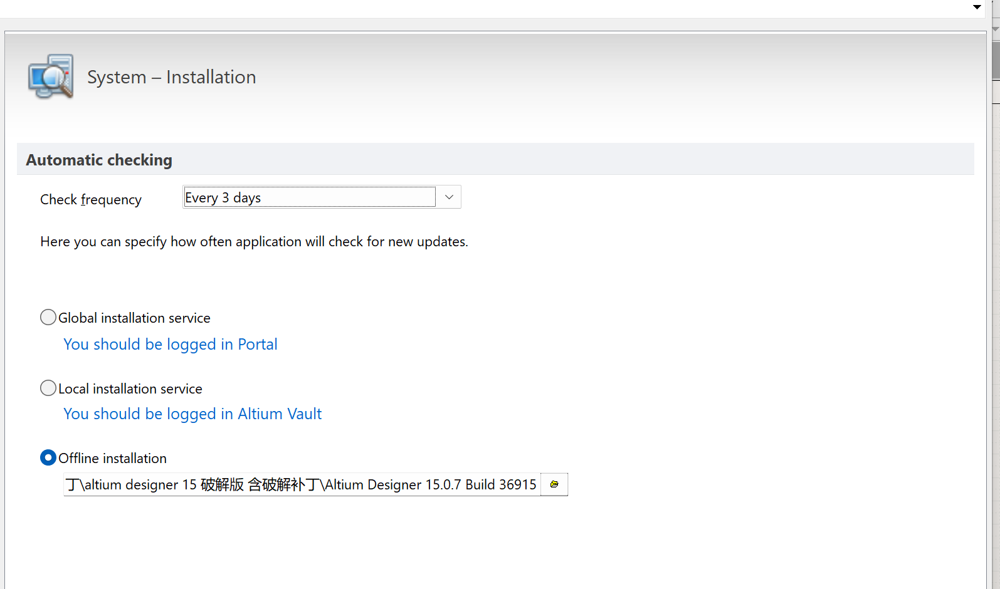 System – Installation
Automatic checking
Check frequency
Every 3 days
Here you can specify how often application will check for new updates.
Global installation service
You should be logged in Portal
Local installation service
You should be logged in Altium Vault
Offline installation
丁\altium designer 15 破解版 含破解补丁\Altium Designer 15.0.7 Build 36915